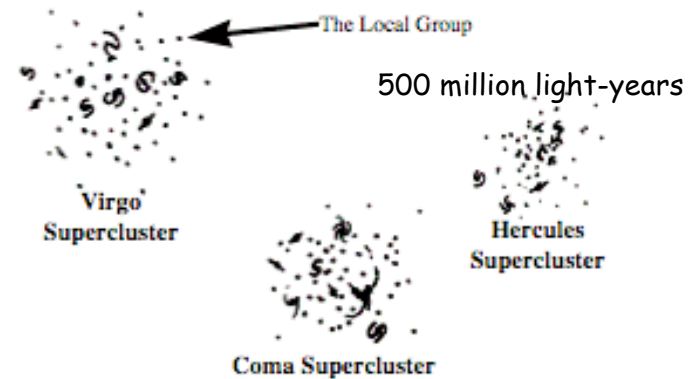 The Local Group
500 million light-years
Virgo
Supercluster
Hercules
Supercluster
Coma Supercluster